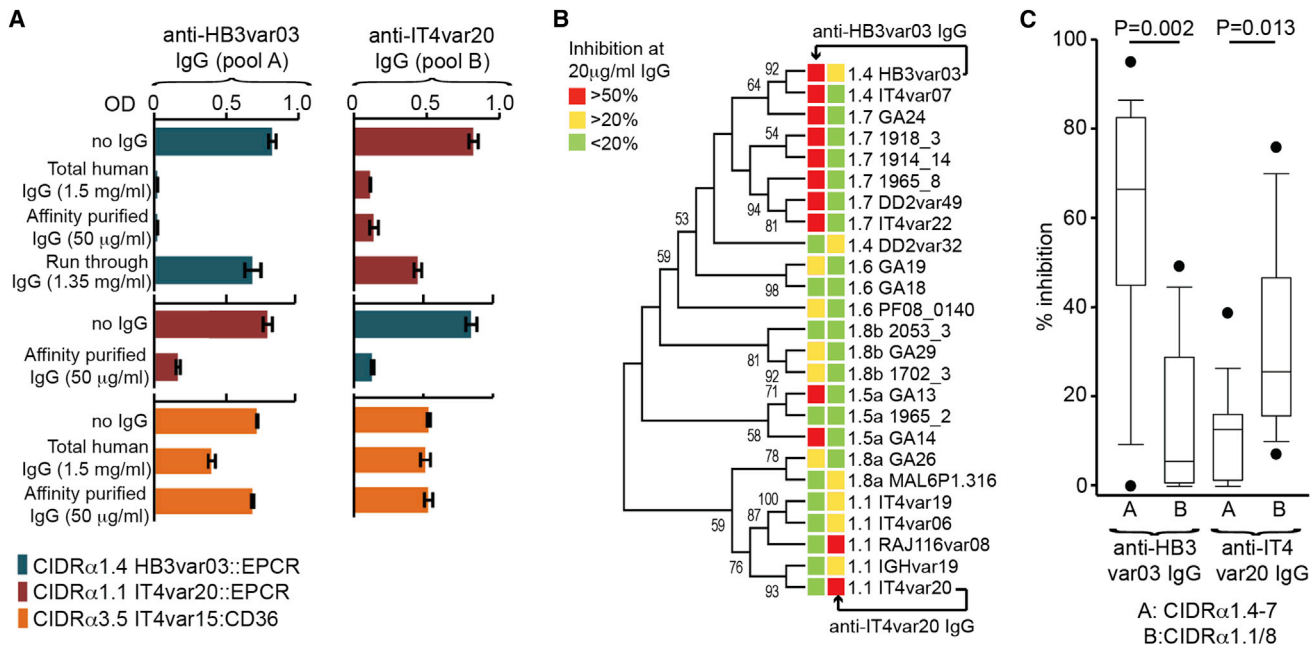 A
anti-HB3var03
IgG (pool A)
anti-IT4var20
IgG (pool B)
OD
0 0.5 1.0
0 0.5 1.0
no IgG
Total human
IgG (1.5 mg/ml)
Affinity purified
IgG (50 μg/ml)
Run through
IgG (1.35 mg/ml)
no IgG
Affinity purified
IgG (50 μg/ml)
no IgG
Total human
IgG (1.5 mg/ml)
Affinity purified
IgG (50 μg/ml)
CIDRα1.4 HB3var03::EPCR
CIDRα1.1 IT4var20::EPCR
CIDRα3.5 IT4var15:CD36
B
Inhibition at
20μg/ml IgG
>50%
>20%
<20%
anti-HB3var03 IgG
92
64
54
94
81
53
59
98
81
92
71
58
78
100
87
59
76
93
1.4 HB3var03
1.4 IT4var07
1.7 GA24
1.7 1918_3
1.7 1914_14
1.7 1965_8
1.7 DD2var49
1.7 IT4var22
1.4 DD2var32
1.6 GA19
1.6 GA18
1.6 PF08_0140
1.8b 2053_3
1.8b GA29
1.8b 1702_3
1.5a GA13
1.5a 1965_2
1.5a GA14
1.8a GA26
1.8a MAL6P1.316
1.1 IT4var19
1.1 IT4var06
1.1 RAJ116var08
1.1 IGHvar19
1.1 IT4var20
anti-IT4var20 IgG
C
P=0.002 P=0.013
% inhibition
100
80
60
40
20
0
A B A B
anti-HB3
var03 IgG
anti-IT4
var20 IgG
A: CIDRα1.4-7
B:CIDRα1.1/8